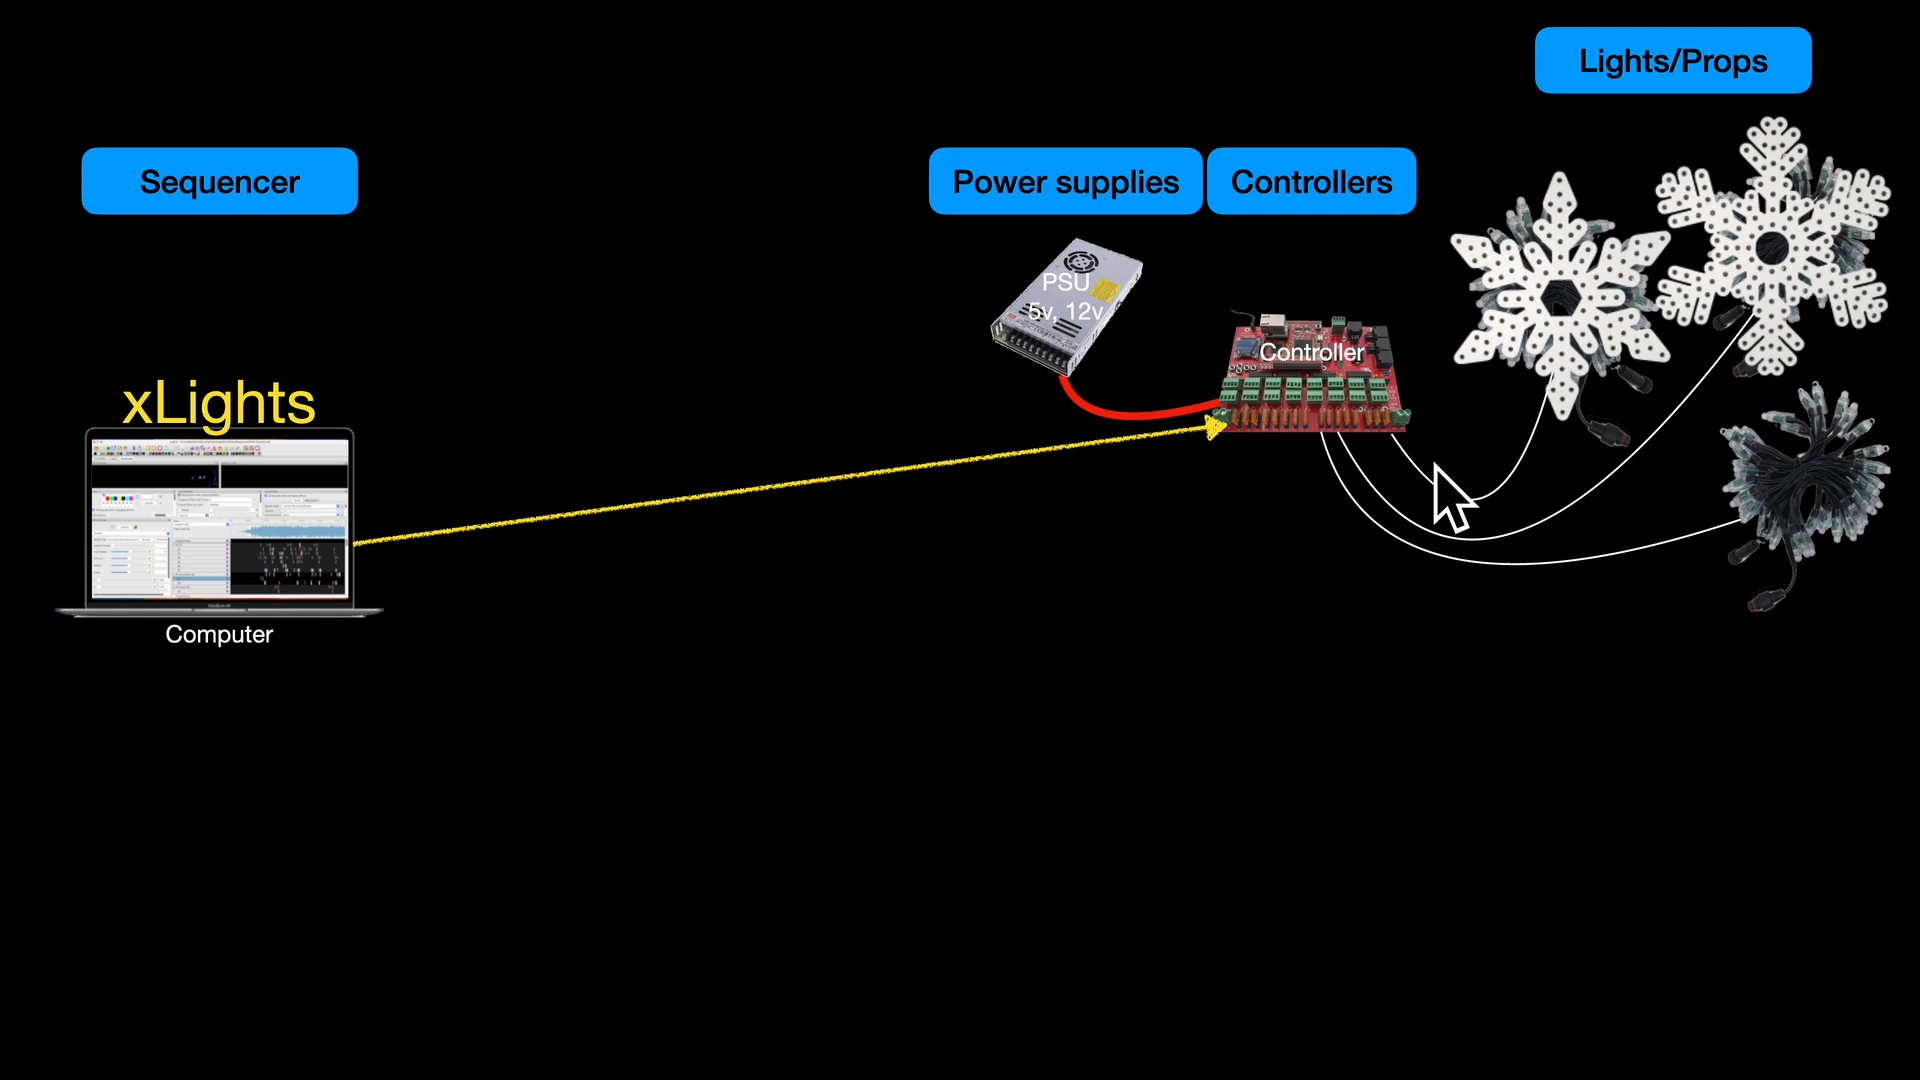 Lights/Props
Sequencer
Power supplies
Controllers
PSU
5v, 12v
Controller
xLights
Computer